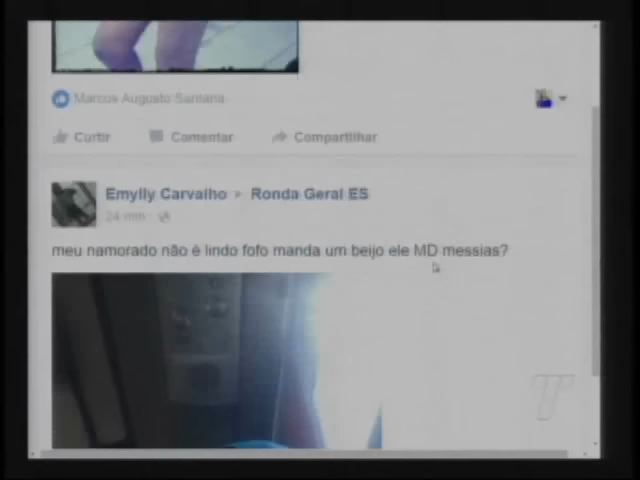 Marcos Augusto Santana
Curtir Comentar Compartilhar
Emylly Carvalho ▸ Ronda Geral ES
24 min ·
meu namorado não é lindo fofo manda um beijo ele MD messias?